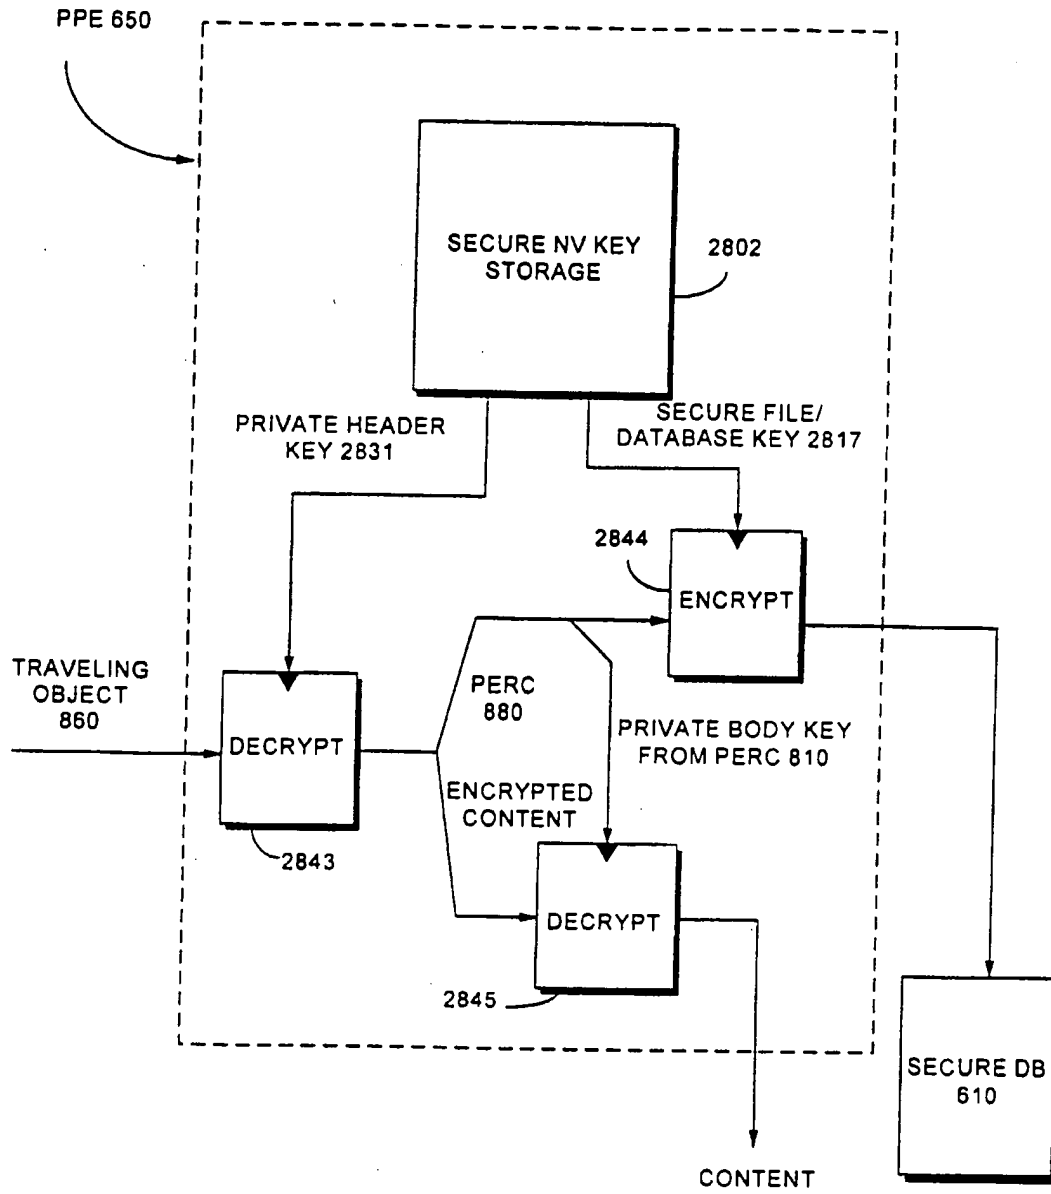 PPE 650
SECURE NV KEY
STORAGE
2802
PRIVATE HEADER
KEY 2831
SECURE FILE/
DATABASE KEY 2817
2844
ENCRYPT
TRAVELING
OBJECT
860
DECRYPT
PERC
880
PRIVATE BODY KEY
FROM PERC 810
ENCRYPTED
CONTENT
2843
DECRYPT
2845
SECURE DB
610
CONTENT